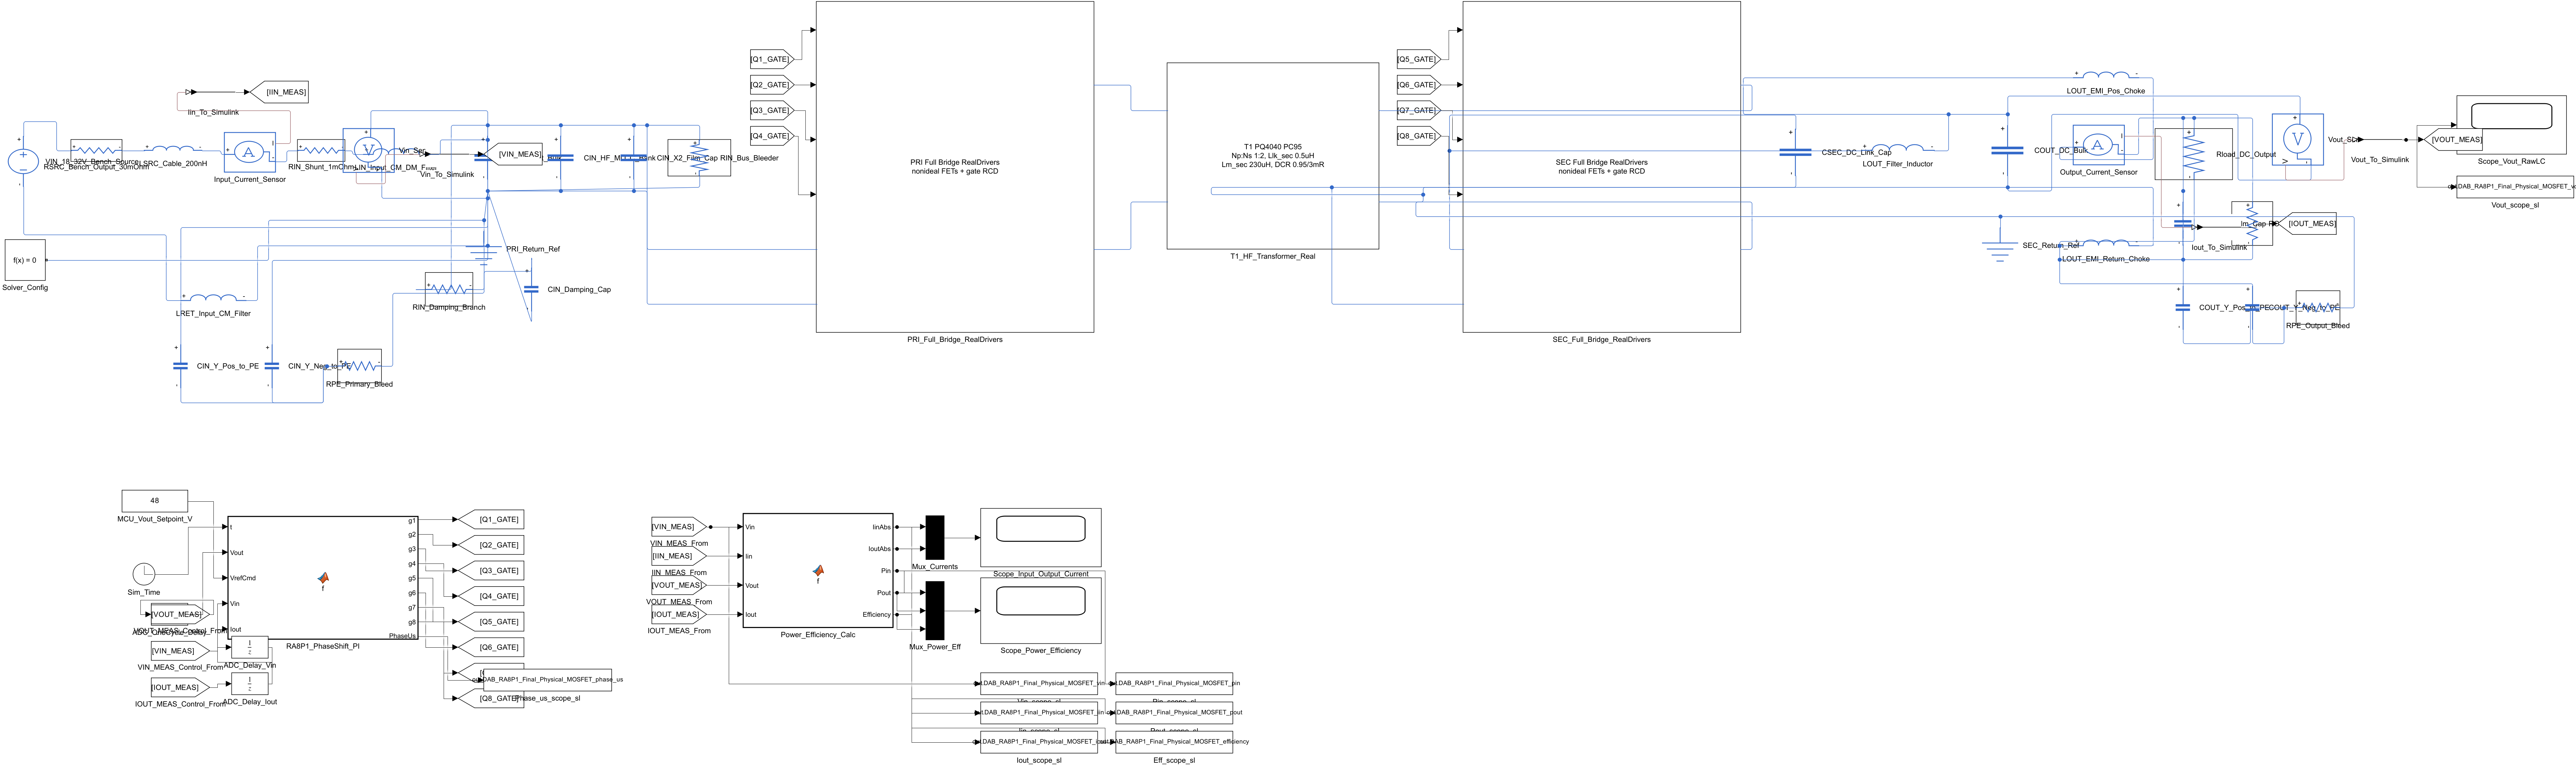 [IIN_MEAS]
Iin_To_Simulink
VIN_18_32V_Bench_Source
RSRC_Bench_Output_30mOhm
LSRC_Cable_200nH
A
Input_Current_Sensor
RIN_Shunt_1mOhm
V
LIN_Input_CM_DM_Filter
Vin_To_Simulink
[VIN_MEAS]
CIN_X2_Film_Cap
RIN_Bus_Bleeder
f(x) = 0
Solver_Config
LRET_Input_CM_Filter
PRI_Return_Ref
RIN_Damping_Branch
CIN_Damping_Cap
CIN_Y_Pos_to_PE
CIN_Y_Neg_to_PE
RPE_Primary_Bleed
[Q1_GATE]
[Q2_GATE]
[Q3_GATE]
[Q4_GATE]
PRI Full Bridge RealDrivers
nonideal FETs + gate RCD
PRI_Full_Bridge_RealDrivers
T1 PQ4040 PC95
Np:Ns 1:2, Llk_sec 0.5uH
Lm_sec 230uH, DCR 0.95/3mR
T1_HF_Transformer_Real
[Q5_GATE]
[Q6_GATE]
[Q7_GATE]
[Q8_GATE]
SEC Full Bridge RealDrivers
nonideal FETs + gate RCD
SEC_Full_Bridge_RealDrivers
CSEC_DC_Link_Cap
LOUT_Filter_Inductor
COUT_DC_Bulk
LOUT_EMI_Pos_Choke
A
Output_Current_Sensor
Rload_DC_Output
V
Vout_To_Simulink
[VOUT_MEAS]
Scope_Vout_RawLC
Vout_scope_sl
[IOUT_MEAS]
Iout_To_Simulink
SEC_Return_Ref
LOUT_EMI_Return_Choke
RPE_Output_Bleed
48
MCU_Vout_Setpoint_V
Sim_Time
[VOUT_MEAS]
[VIN_MEAS]
VIN_MEAS_Control_From
[IOUT_MEAS]
IOUT_MEAS_Control_From
1
z
ADC_Delay_Vin
1
z
ADC_Delay_Iout
t
Vout
VrefCmd
Vin
Iout
f
g1
g2
g3
g4
g5
g6
g7
g8
PhaseUs
RA8P1_PhaseShift_PI
[Q1_GATE]
[Q2_GATE]
[Q3_GATE]
[Q4_GATE]
[Q5_GATE]
[Q6_GATE]
[Q8_GATE]
Phase_us_scope_sl
[VIN_MEAS]
VIN_MEAS_From
[IIN_MEAS]
IIN_MEAS_From
[VOUT_MEAS]
VOUT_MEAS_From
[IOUT_MEAS]
IOUT_MEAS_From
Vin
Iin
Vout
Iout
f
IinAbs
IoutAbs
Pin
Pout
Efficiency
Power_Efficiency_Calc
Mux_Currents
Mux_Power_Eff
Scope_Input_Output_Current
Scope_Power_Efficiency
Iout_scope_sl
Eff_scope_sl